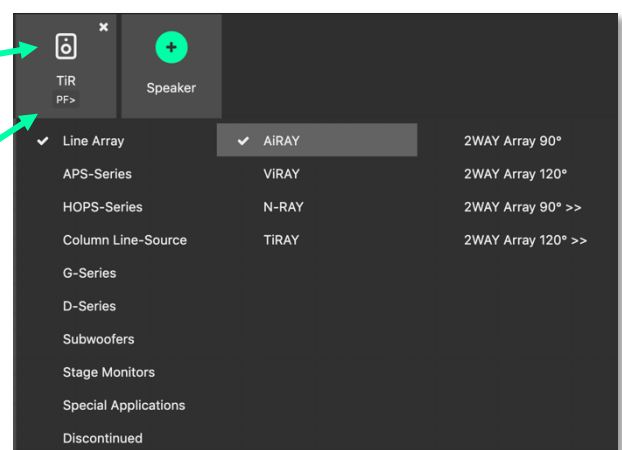 TiR
PF>
Speaker
Line Array
APS-Series
HOPS-Series
Column Line-Source
G-Series
D-Series
Subwoofers
Stage Monitors
Special Applications
Discontinued
AiRAY
ViRAY
N-RAY
TiRAY
2WAY Array 90°
2WAY Array 120°
2WAY Array 90° >>
2WAY Array 120° >>